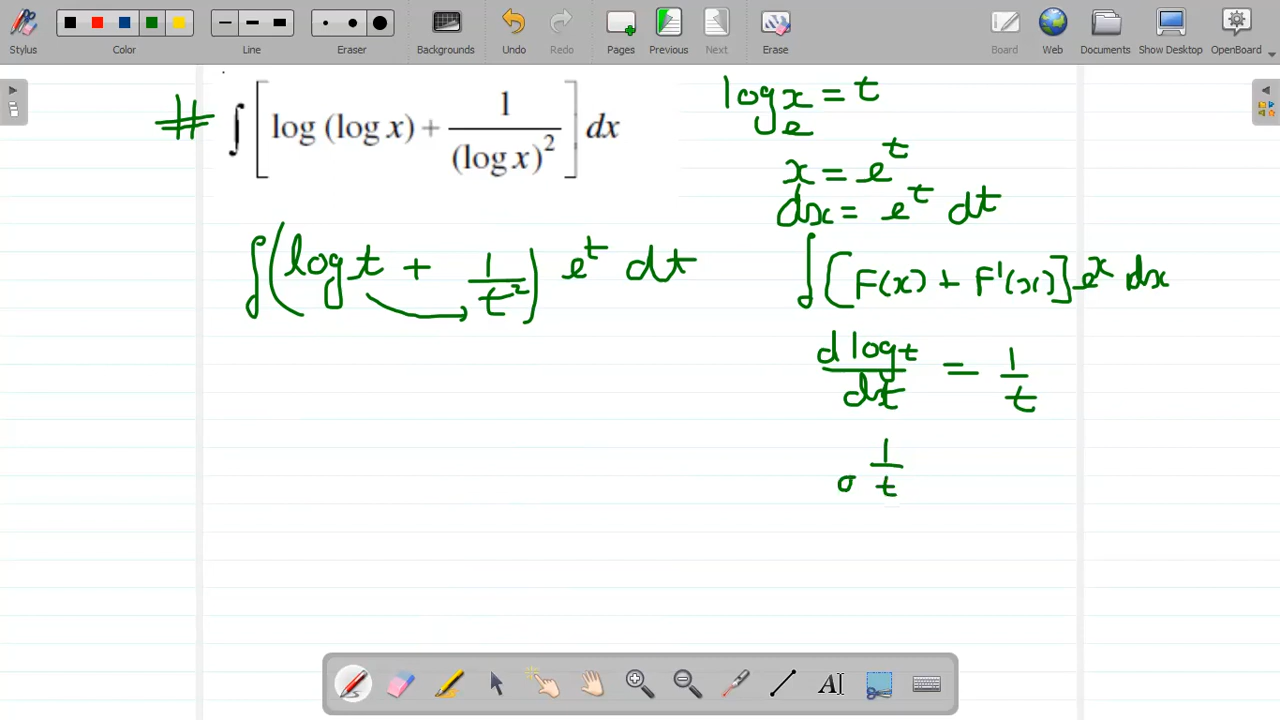 Stylus Color Line Eraser Backgrounds Undo Redo Pages Previous Next Erase Board Web Documents Show Desktop OpenBoard
# ∫ [ log (log x) + 1/(log x)² ] dx
logₑ x = t
x = e^t
dx = e^t dt
∫ (log t + 1/t²) e^t dt
∫ [F(x) + F'(x)] e^x dx
d log t / dt = 1/t
1/t